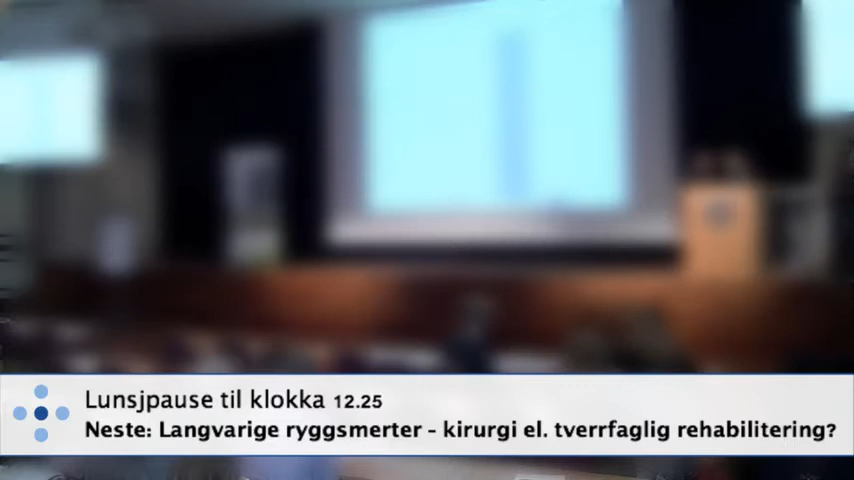 Lunsjpause til klokka 12.25
Neste: Langvarige ryggsmerter - kirurgi el. tverrfaglig rehabilitering?